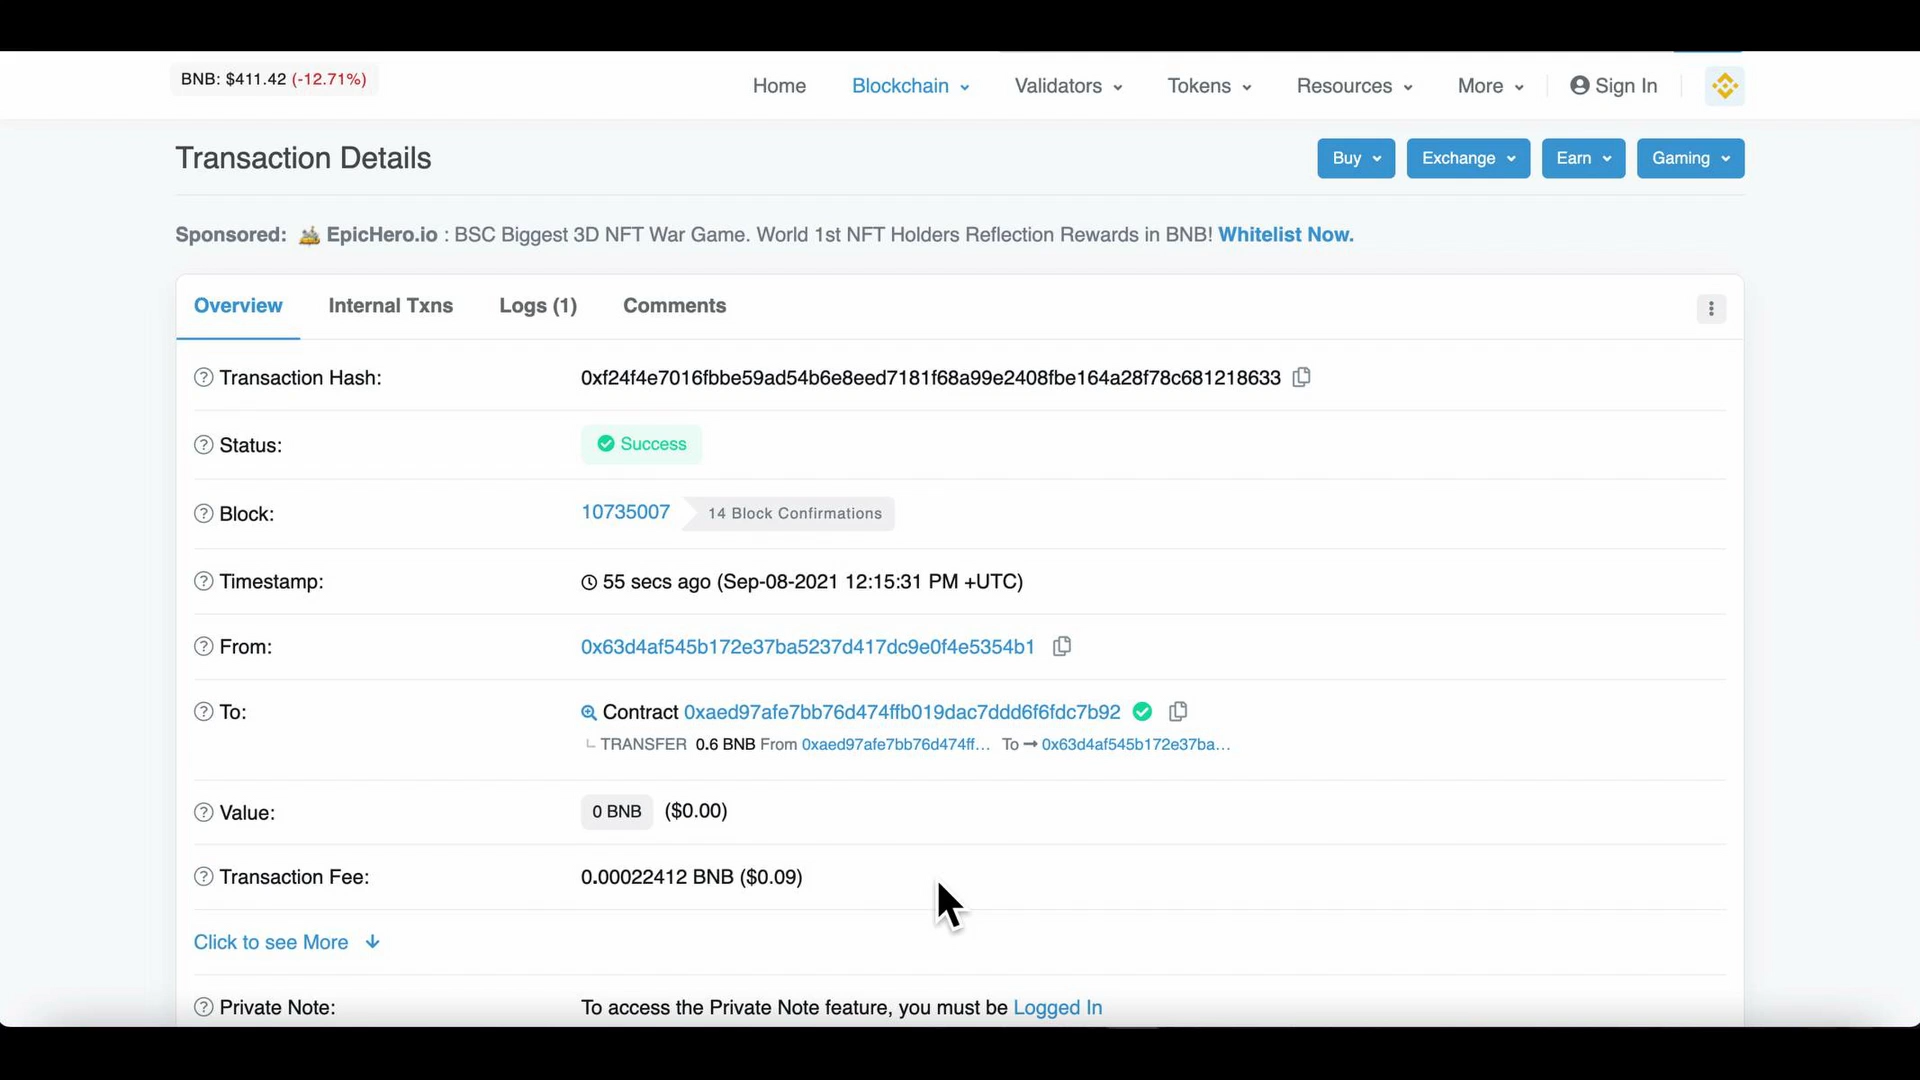 BNB: $411.42 (-12.71%)
Home Blockchain Validators Tokens Resources More Sign In
Transaction Details
Buy Exchange Earn Gaming
Sponsored: EpicHero.io : BSC Biggest 3D NFT War Game. World 1st NFT Holders Reflection Rewards in BNB! Whitelist Now.
Overview Internal Txns Logs (1) Comments
Transaction Hash: 0xf24f4e7016fbbe59ad54b6e8eed7181f68a99e2408fbe164a28f78c681218633
Status: Success
Block: 10735007 14 Block Confirmations
Timestamp: 55 secs ago (Sep-08-2021 12:15:31 PM +UTC)
From: 0x63d4af545b172e37ba5237d417dc9e0f4e5354b1
To: Contract 0xaed97afe7bb76d474ffb019dac7ddd6f6fdc7b92
TRANSFER 0.6 BNB From 0xaed97afe7bb76d474ff... To → 0x63d4af545b172e37ba...
Value: 0 BNB ($0.00)
Transaction Fee: 0.00022412 BNB ($0.09)
Click to see More
Private Note: To access the Private Note feature, you must be Logged In